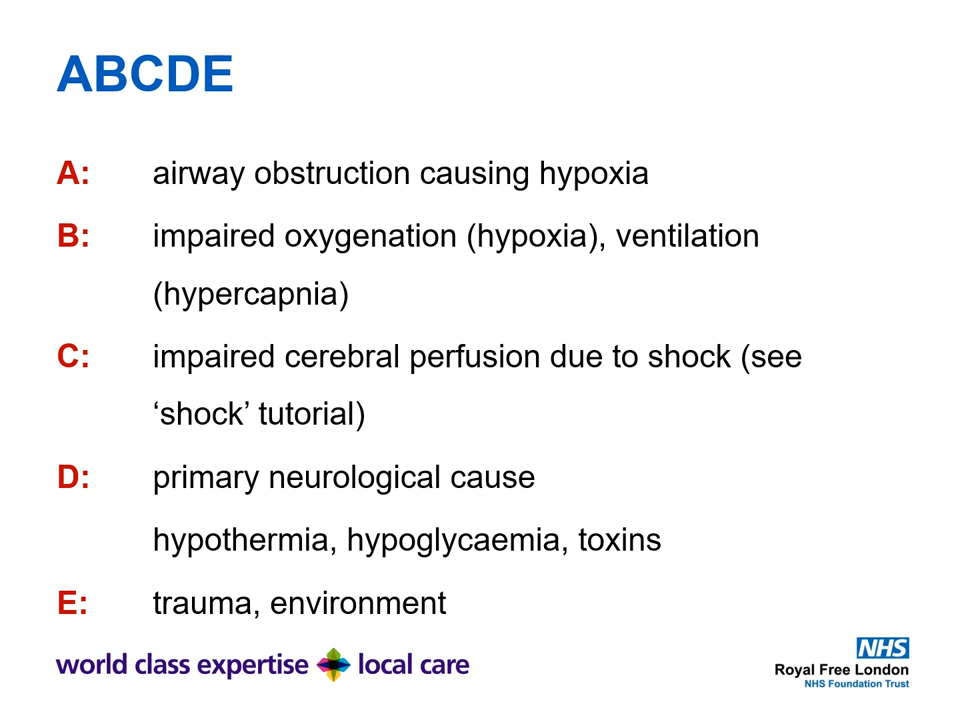 ABCDE
A: airway obstruction causing hypoxia
B: impaired oxygenation (hypoxia), ventilation
(hypercapnia)
C: impaired cerebral perfusion due to shock (see
‘shock’ tutorial)
D: primary neurological cause
hypothermia, hypoglycaemia, toxins
E: trauma, environment
world class expertise local care
NHS
Royal Free London
NHS Foundation Trust